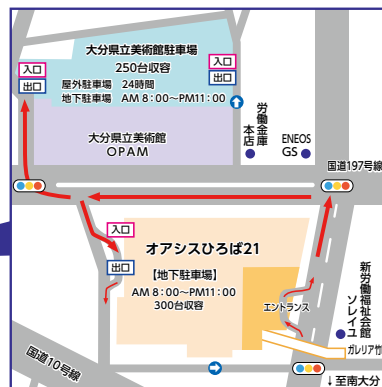 大分県立美術館駐車場
250台収容
入口
出口
入口
出口
屋外駐車場 24時間
地下駐車場 AM 8:00〜PM11:00
大分県立美術館
OPAM
労働金庫
本店
ENEOS
GS
国道197号線
入口
出口
オアシスひろば21
【地下駐車場】
AM 8:00〜PM11:00
300台収容
エントランス
新労働福祉会館
ソレイユ
ガレリア竹
国道10号線
↓至南大分